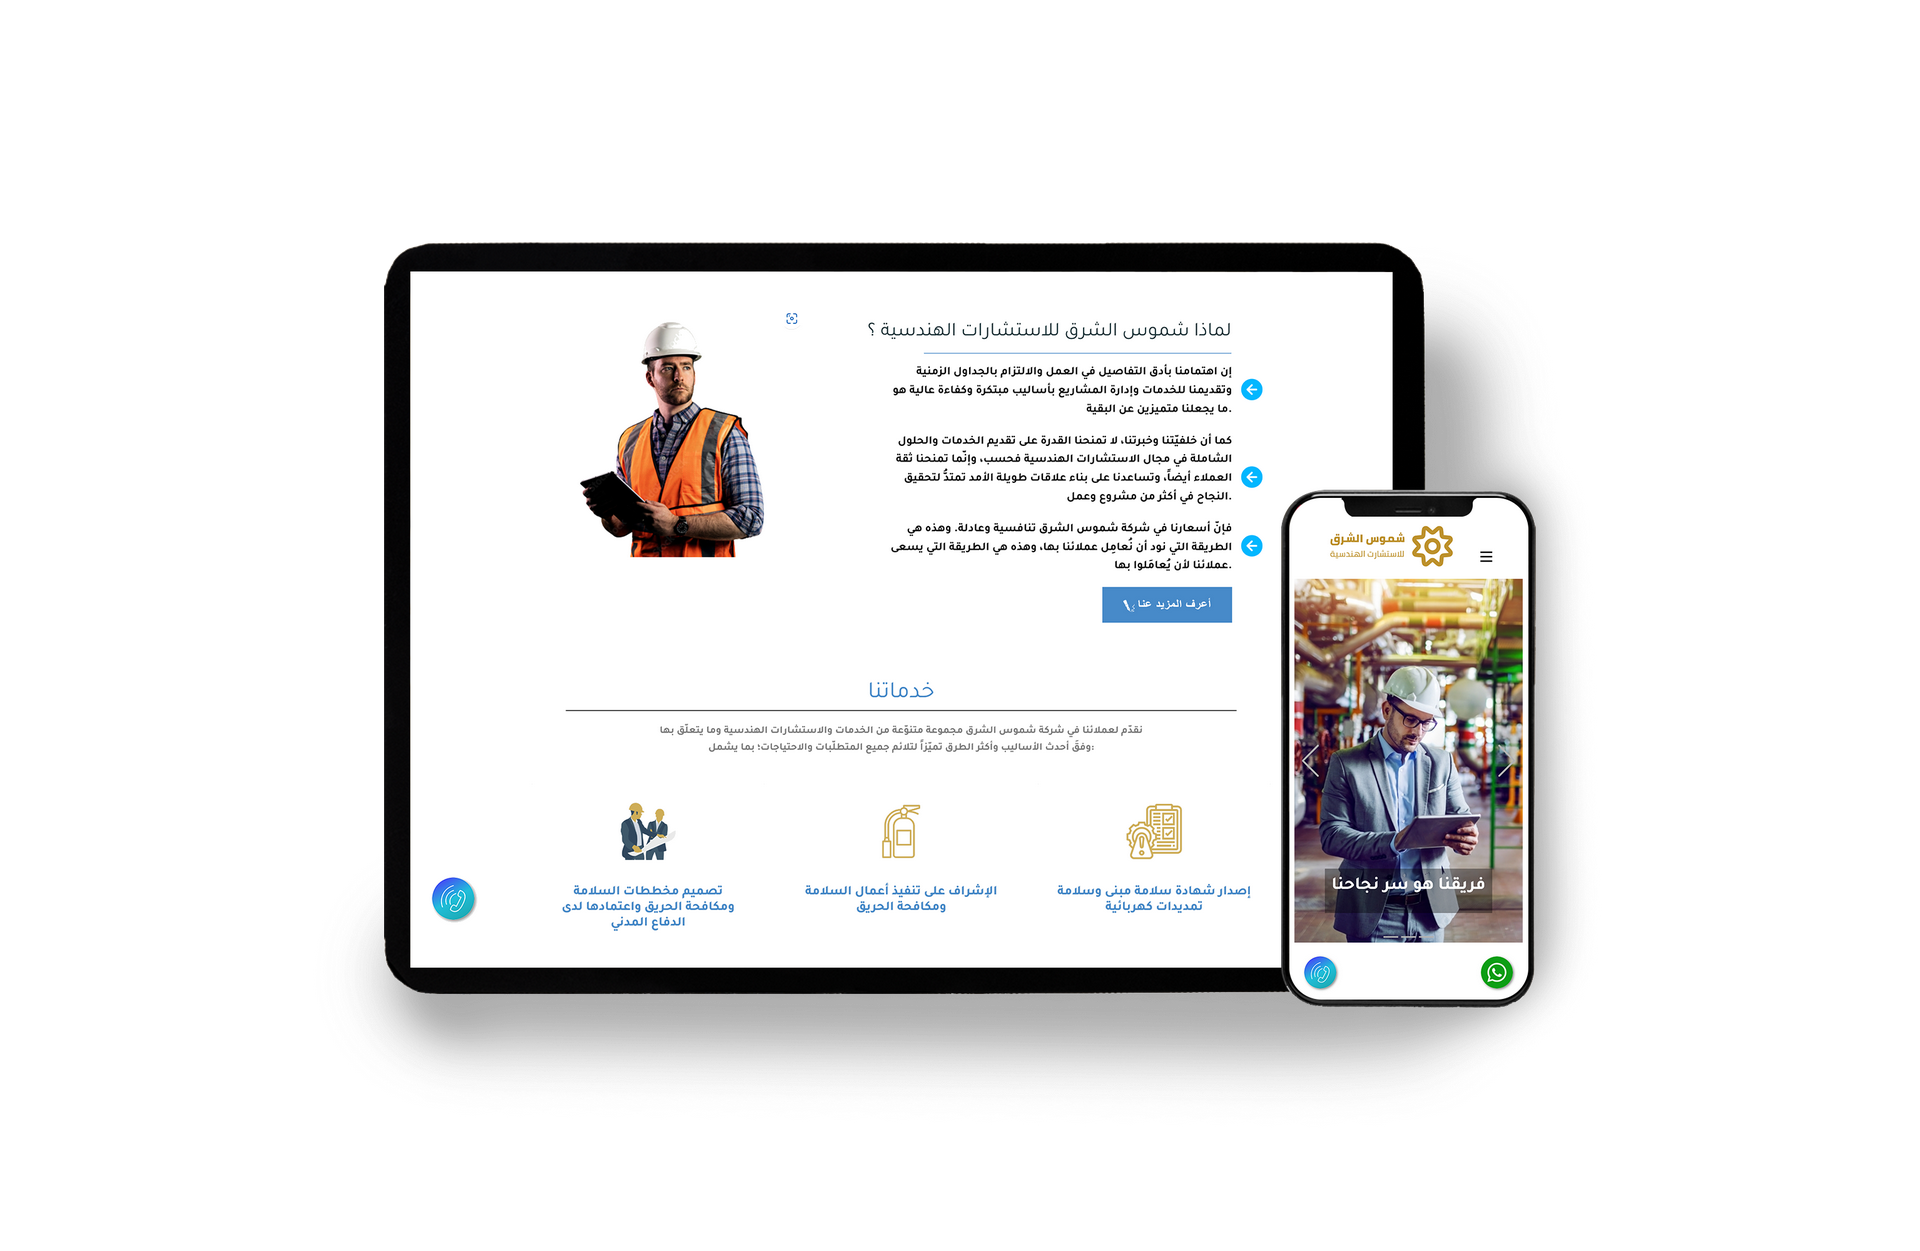 لماذا شموس الشرق للاستشارات الهندسية ؟
إن اهتمامنا بأدق التفاصيل في العمل والالتزام بالجداول الزمنية
وتقديمنا للخدمات وإدارة المشاريع بأساليب مبتكرة وكفاءة عالية هو
.ما يجعلنا متميزين عن البقية
كما أن خلفيّتنا وخبرتنا، لا تمنحنا القدرة على تقديم الخدمات والحلول
الشاملة في مجال الاستشارات الهندسية فحسب، وإنّما تمنحنا ثقة
العملاء أيضاً، وتساعدنا على بناء علاقات طويلة الأمد تمتدُّ لتحقيق
.النجاح في أكثر من مشروع وعمل
فإنّ أسعارنا في شركة شموس الشرق تنافسية وعادلة. وهذه هي
الطريقة التي نود أن نُعامِل عملائنا بها، وهذه هي الطريقة التي يسعى
.عملائنا لأن يُعامَلوا بها
أعرف المزيد عنا
خدماتنا
نقدّم لعملائنا في شركة شموس الشرق مجموعة متنوّعة من الخدمات والاستشارات الهندسية وما يتعلّق بها
:وفقَ أحدث الأساليب وأكثر الطرق تميّزاً لتلائم جميع المتطلّبات والاحتياجات؛ بما يشمل
إصدار شهادة سلامة مبنى وسلامة
تمديدات كهربائية
الإشراف على تنفيذ أعمال السلامة
ومكافحة الحريق
تصميم مخططات السلامة
ومكافحة الحريق واعتمادها لدى
الدفاع المدني
شموس الشرق
للاستشارات الهندسية
فريقنا هو سر نجاحنا